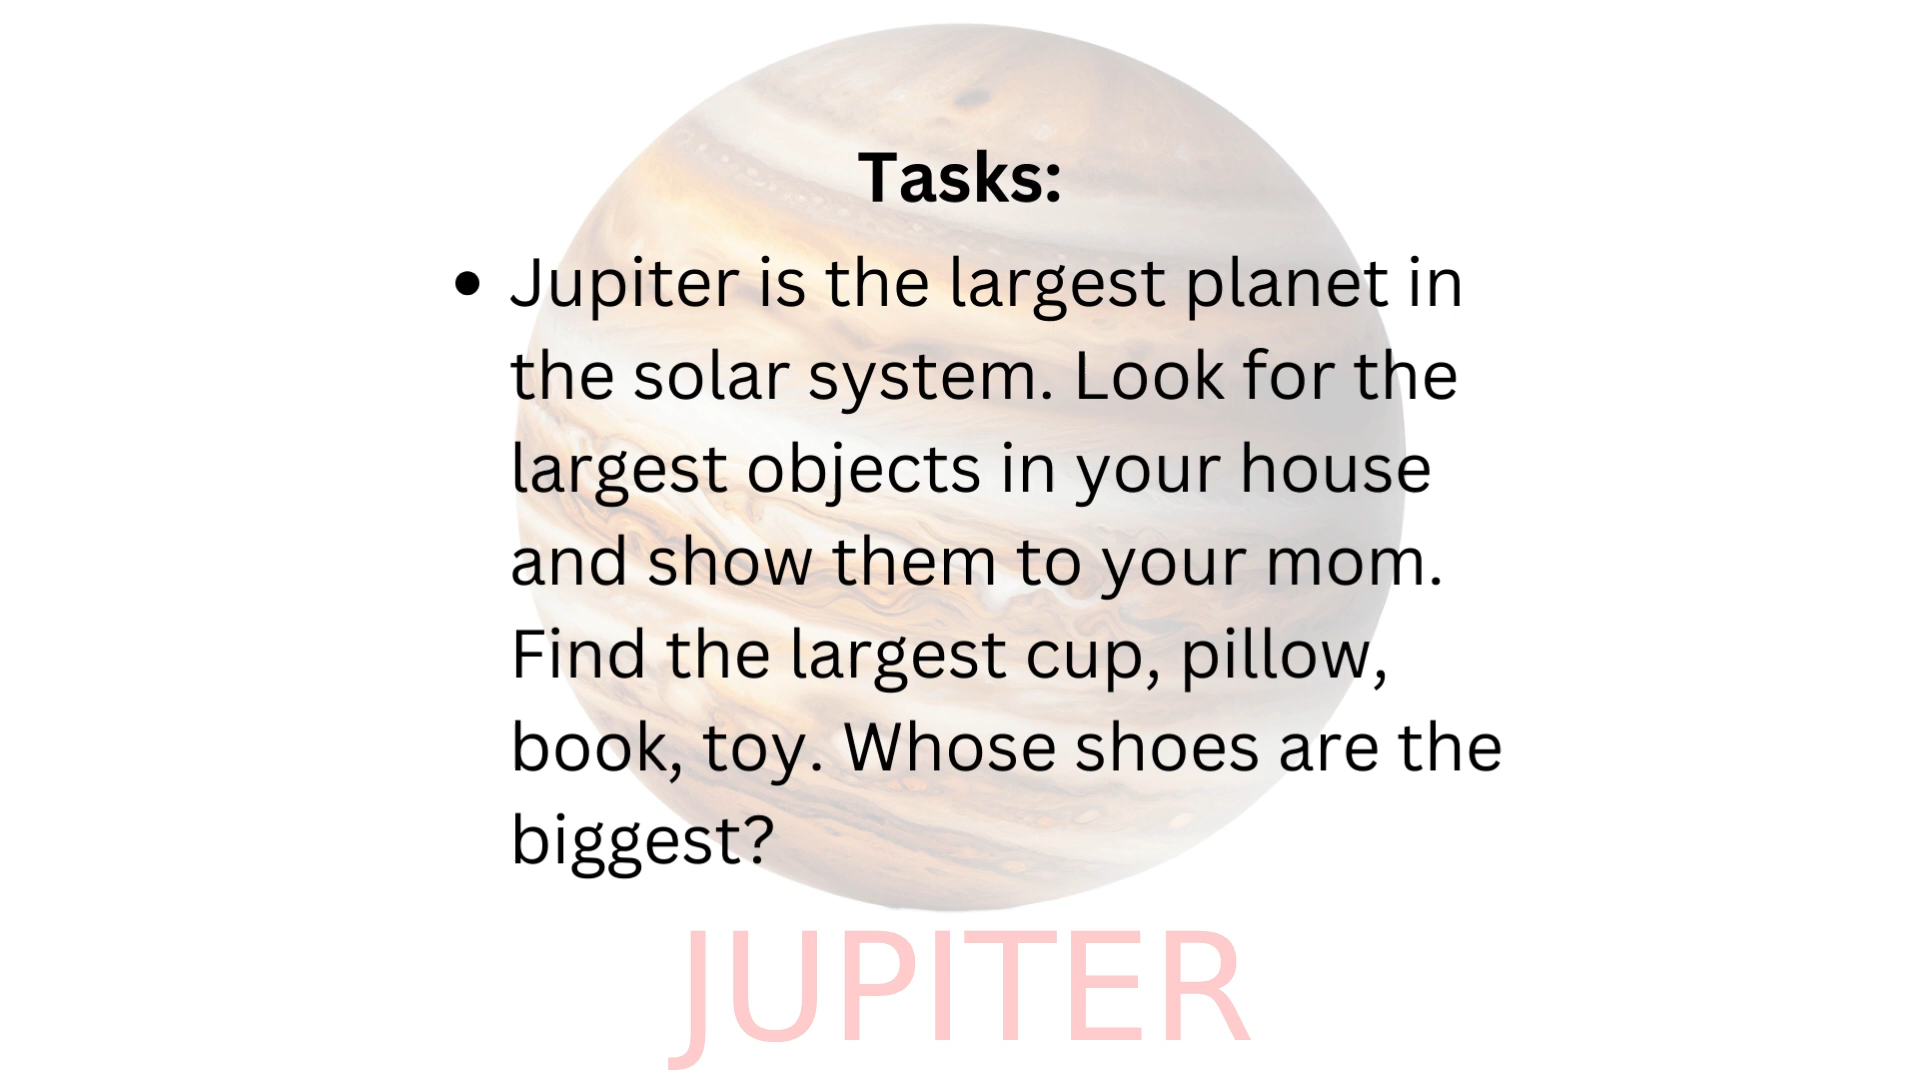 Tasks:
• Jupiter is the largest planet in
the solar system. Look for the
largest objects in your house
and show them to your mom.
Find the largest cup, pillow,
book, toy. Whose shoes are the
biggest?
JUPITER